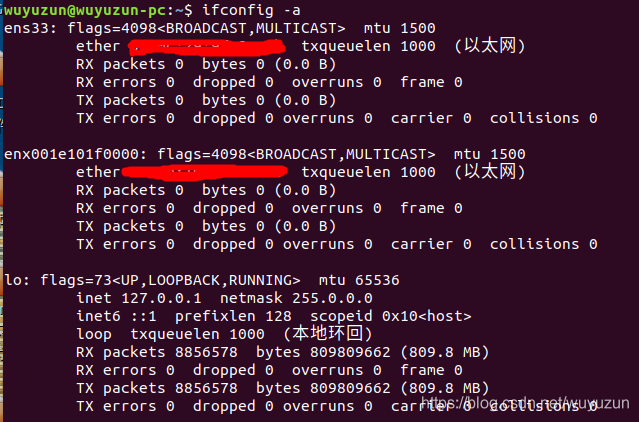 wuyuzun@wuyuzun-pc:~$ ifconfig -a
ens33: flags=4098<BROADCAST,MULTICAST>  mtu 1500
ether  txqueuelen 1000  (以太网)
RX packets 0  bytes 0 (0.0 B)
RX errors 0  dropped 0  overruns 0  frame 0
TX packets 0  bytes 0 (0.0 B)
TX errors 0  dropped 0 overruns 0  carrier 0  collisions 0
enx001e101f0000: flags=4098<BROADCAST,MULTICAST>  mtu 1500
ether  txqueuelen 1000  (以太网)
RX packets 0  bytes 0 (0.0 B)
RX errors 0  dropped 0  overruns 0  frame 0
TX packets 0  bytes 0 (0.0 B)
TX errors 0  dropped 0 overruns 0  carrier 0  collisions 0
lo: flags=73<UP,LOOPBACK,RUNNING>  mtu 65536
inet 127.0.0.1  netmask 255.0.0.0
inet6 ::1  prefixlen 128  scopeid 0x10<host>
loop  txqueuelen 1000  (本地环回)
RX packets 8856578  bytes 809809662 (809.8 MB)
RX errors 0  dropped 0  overruns 0  frame 0
TX packets 8856578  bytes 809809662 (809.8 MB)
TX errors 0  dropped 0 overruns 0  carrier 0  collisions 0
https://blog.csdn.net/wuyuzun